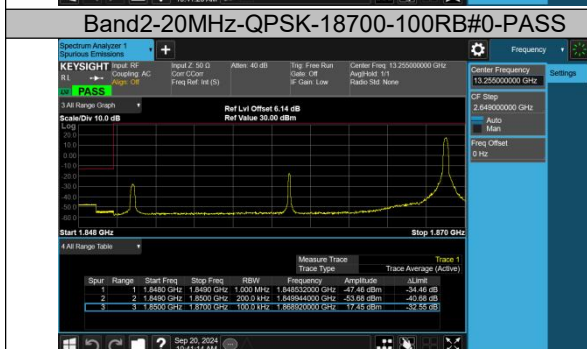 Band2-20MHz-QPSK-18700-100RB#0-PASS
Spectrum Analyzer 1
Spurious Emissions
Frequency
KEYSIGHT Input: RF Input Z: 50 Ω Atten: 40 dB Trig: Free Run Center Freq: 13.255000000 GHz
RL Coupling: AC Corr CCorr Gate: Off Avg|Hold: 1/1
Align: Off Freq Ref: Int (S) IF Gain: Low Radio Std: None
PASS
Center Frequency
13.255000000 GHz
Settings
CF Step
2.649000000 GHz
Auto
Man
Freq Offset
0 Hz
3 All Range Graph
Ref Lvl Offset 6.14 dB
Scale/Div 10.0 dB Ref Value 30.00 dBm
Log
20.0
10.0
0.00
-10.0
-20.0
-30.0
-40.0
-50.0
-60.0
Start 1.848 GHz Stop 1.870 GHz
4 All Range Table
Measure Trace Trace 1
Trace Type Trace Average (Active)
Spur Range Start Freq Stop Freq RBW Frequency Amplitude ΔLimit
1 1 1.8480 GHz 1.8490 GHz 1.000 MHz 1.848532000 GHz -47.46 dBm -34.46 dB
2 2 1.8490 GHz 1.8500 GHz 200.0 kHz 1.849944000 GHz -53.68 dBm -40.68 dB
3 3 1.8500 GHz 1.8700 GHz 100.0 kHz 1.868920000 GHz 17.45 dBm -32.55 dB
Sep 20, 2024